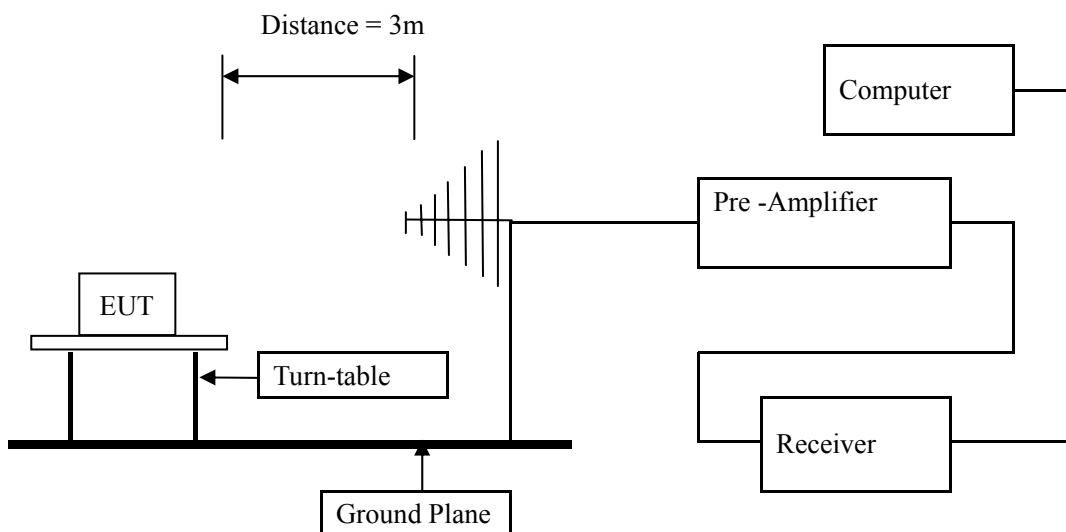 Distance = 3m
Computer
Pre -Amplifier
EUT
Turn-table
Receiver
Ground Plane